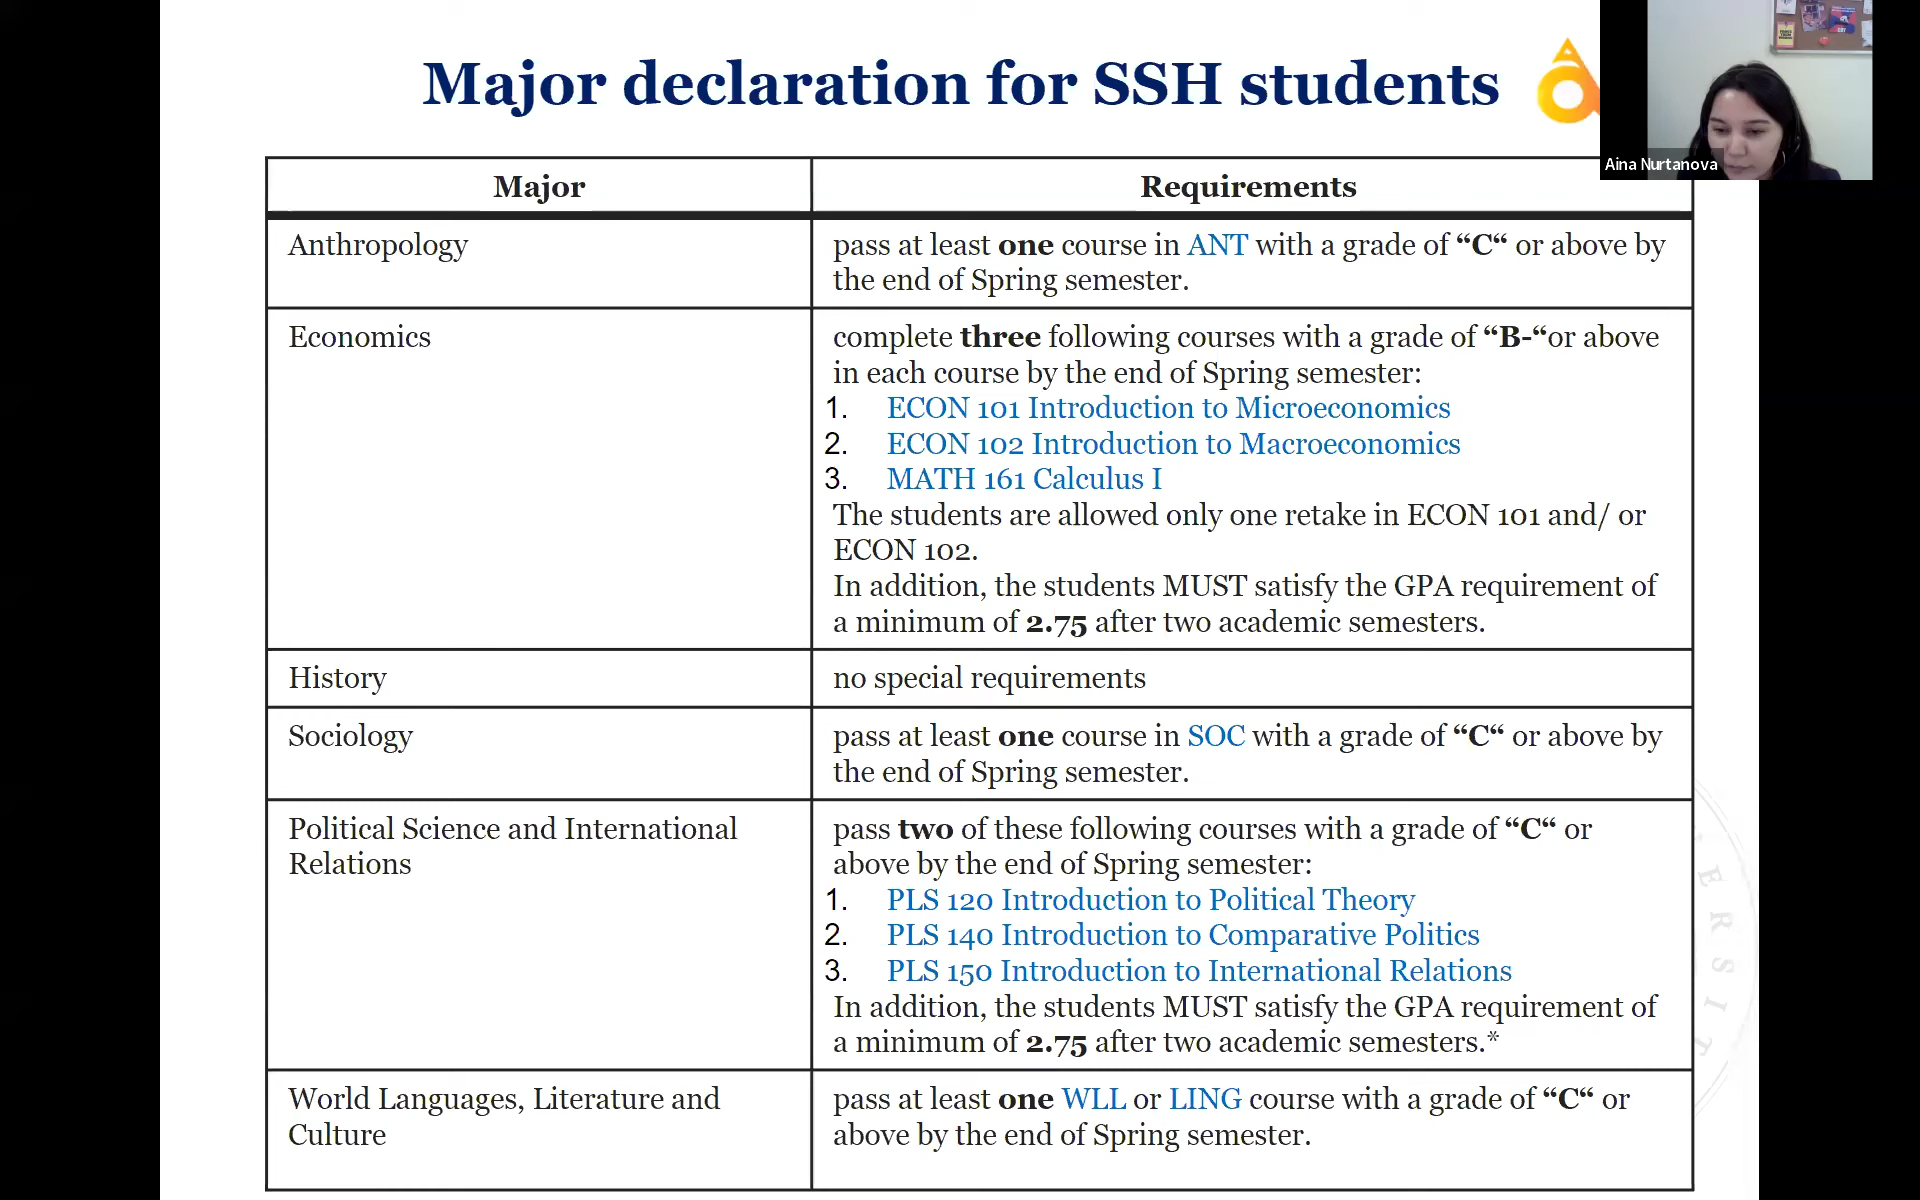 Major declaration for SSH students
Aina Nurtanova
Major
Requirements
Anthropology
pass at least one course in ANT with a grade of “C“ or above by
the end of Spring semester.
Economics
complete three following courses with a grade of “B-“or above
in each course by the end of Spring semester:
1. ECON 101 Introduction to Microeconomics
2. ECON 102 Introduction to Macroeconomics
3. MATH 161 Calculus I
The students are allowed only one retake in ECON 101 and/ or
ECON 102.
In addition, the students MUST satisfy the GPA requirement of
a minimum of 2.75 after two academic semesters.
History
no special requirements
Sociology
pass at least one course in SOC with a grade of “C“ or above by
the end of Spring semester.
Political Science and International
Relations
pass two of these following courses with a grade of “C“ or
above by the end of Spring semester:
1. PLS 120 Introduction to Political Theory
2. PLS 140 Introduction to Comparative Politics
3. PLS 150 Introduction to International Relations
In addition, the students MUST satisfy the GPA requirement of
a minimum of 2.75 after two academic semesters.*
World Languages, Literature and
Culture
pass at least one WLL or LING course with a grade of “C“ or
above by the end of Spring semester.